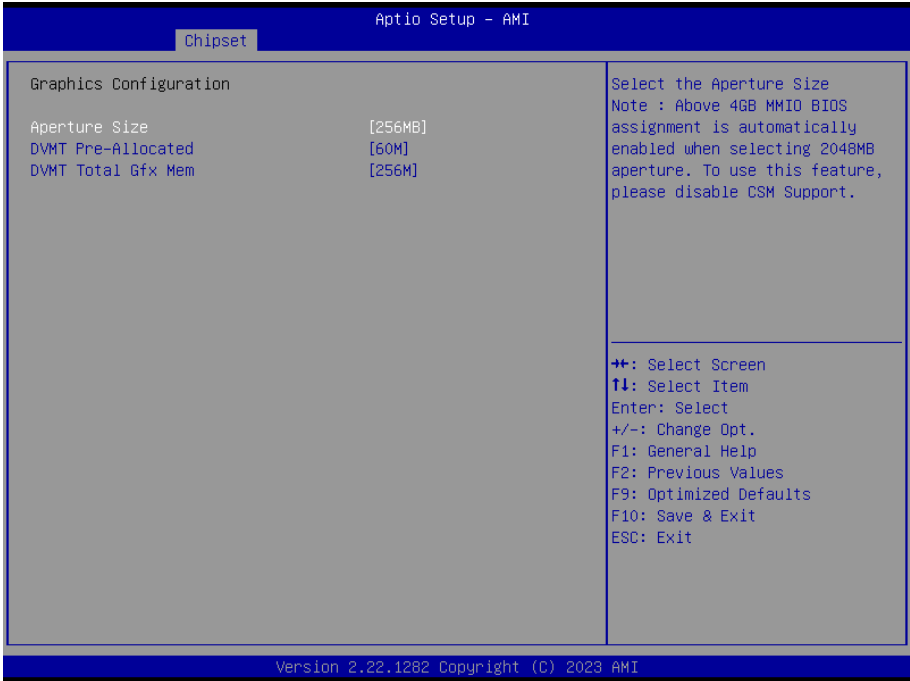 Aptio Setup – AMI
Chipset
Graphics Configuration
Aperture Size [256MB]
DVMT Pre-Allocated [60M]
DVMT Total Gfx Mem [256M]
Select the Aperture Size
Note : Above 4GB MMIO BIOS
assignment is automatically
enabled when selecting 2048MB
aperture. To use this feature,
please disable CSM Support.
→←: Select Screen
↑↓: Select Item
Enter: Select
+/-: Change Opt.
F1: General Help
F2: Previous Values
F9: Optimized Defaults
F10: Save & Exit
ESC: Exit
Version 2.22.1282 Copyright (C) 2023 AMI